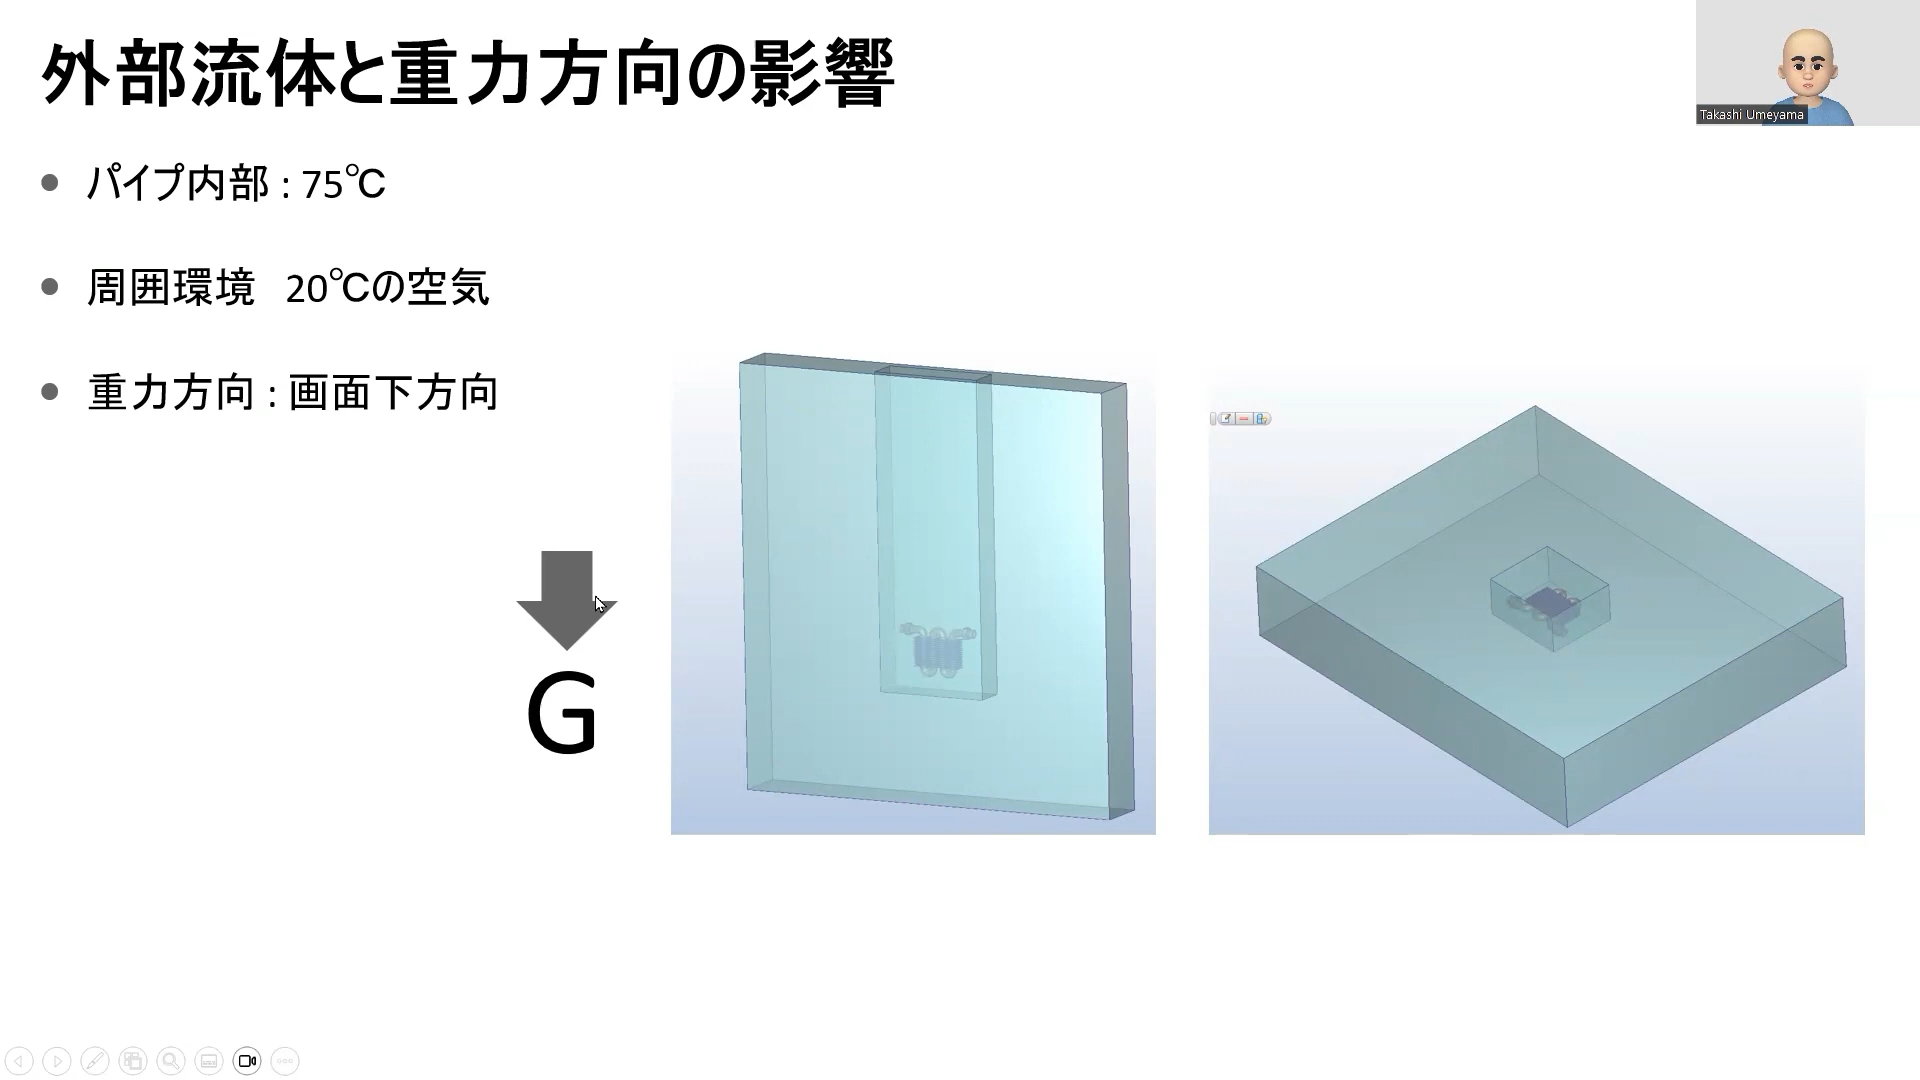 外部流体と重力方向の影響
Takashi Umeyama
• パイプ内部 : 75℃
• 周囲環境　20℃の空気
• 重力方向 : 画面下方向
G